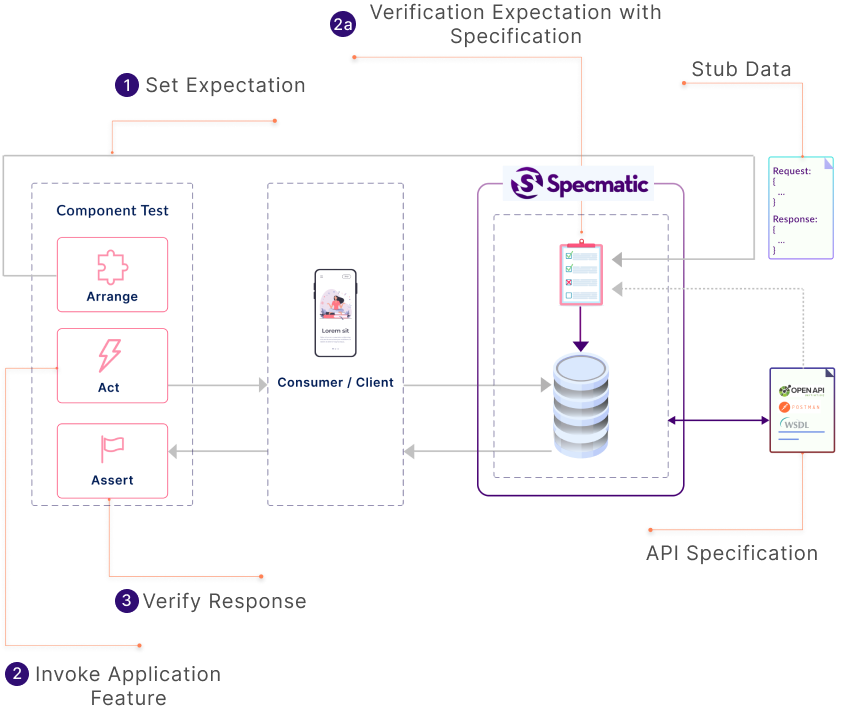 2a
Verification Expectation with
Specification
1 Set Expectation
Stub Data
Specmatic
Request:
{
...
}
Response:
{
...
}
Component Test
Arrange
Lorem sit
Act
Consumer / Client
OPEN API
POSTMAN
WSDL
Assert
API Specification
3 Verify Response
2 Invoke Application
Feature